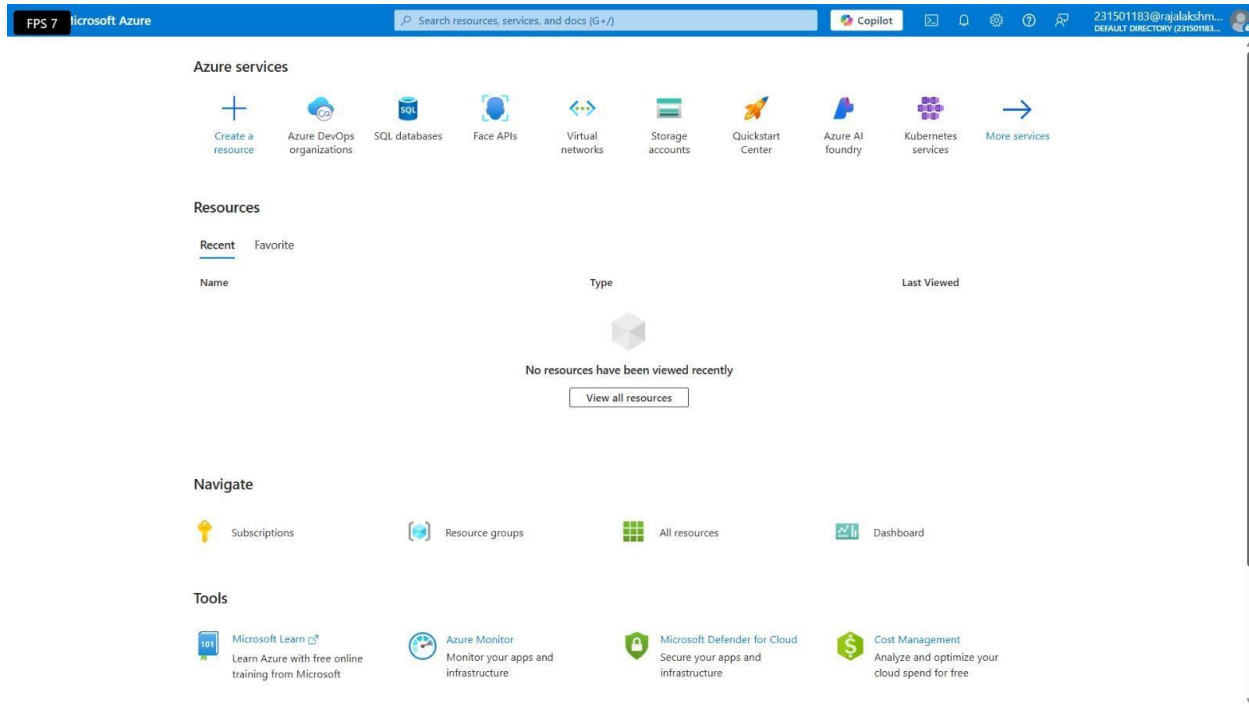 FPS 7
icrosoft Azure
Search resources, services, and docs (G+/)
Copilot
231501183@rajalakshm...
DEFAULT DIRECTORY (231501183...
Azure services
Create a
resource
Azure DevOps
organizations
SQL
SQL databases
Face APIs
Virtual
networks
Storage
accounts
Quickstart
Center
Azure AI
foundry
Kubernetes
services
More services
Resources
Recent
Favorite
Name
Type
Last Viewed
No resources have been viewed recently
View all resources
Navigate
Subscriptions
Resource groups
All resources
Dashboard
Tools
101
Microsoft Learn
Learn Azure with free online
training from Microsoft
Azure Monitor
Monitor your apps and
infrastructure
Microsoft Defender for Cloud
Secure your apps and
infrastructure
$
Cost Management
Analyze and optimize your
cloud spend for free